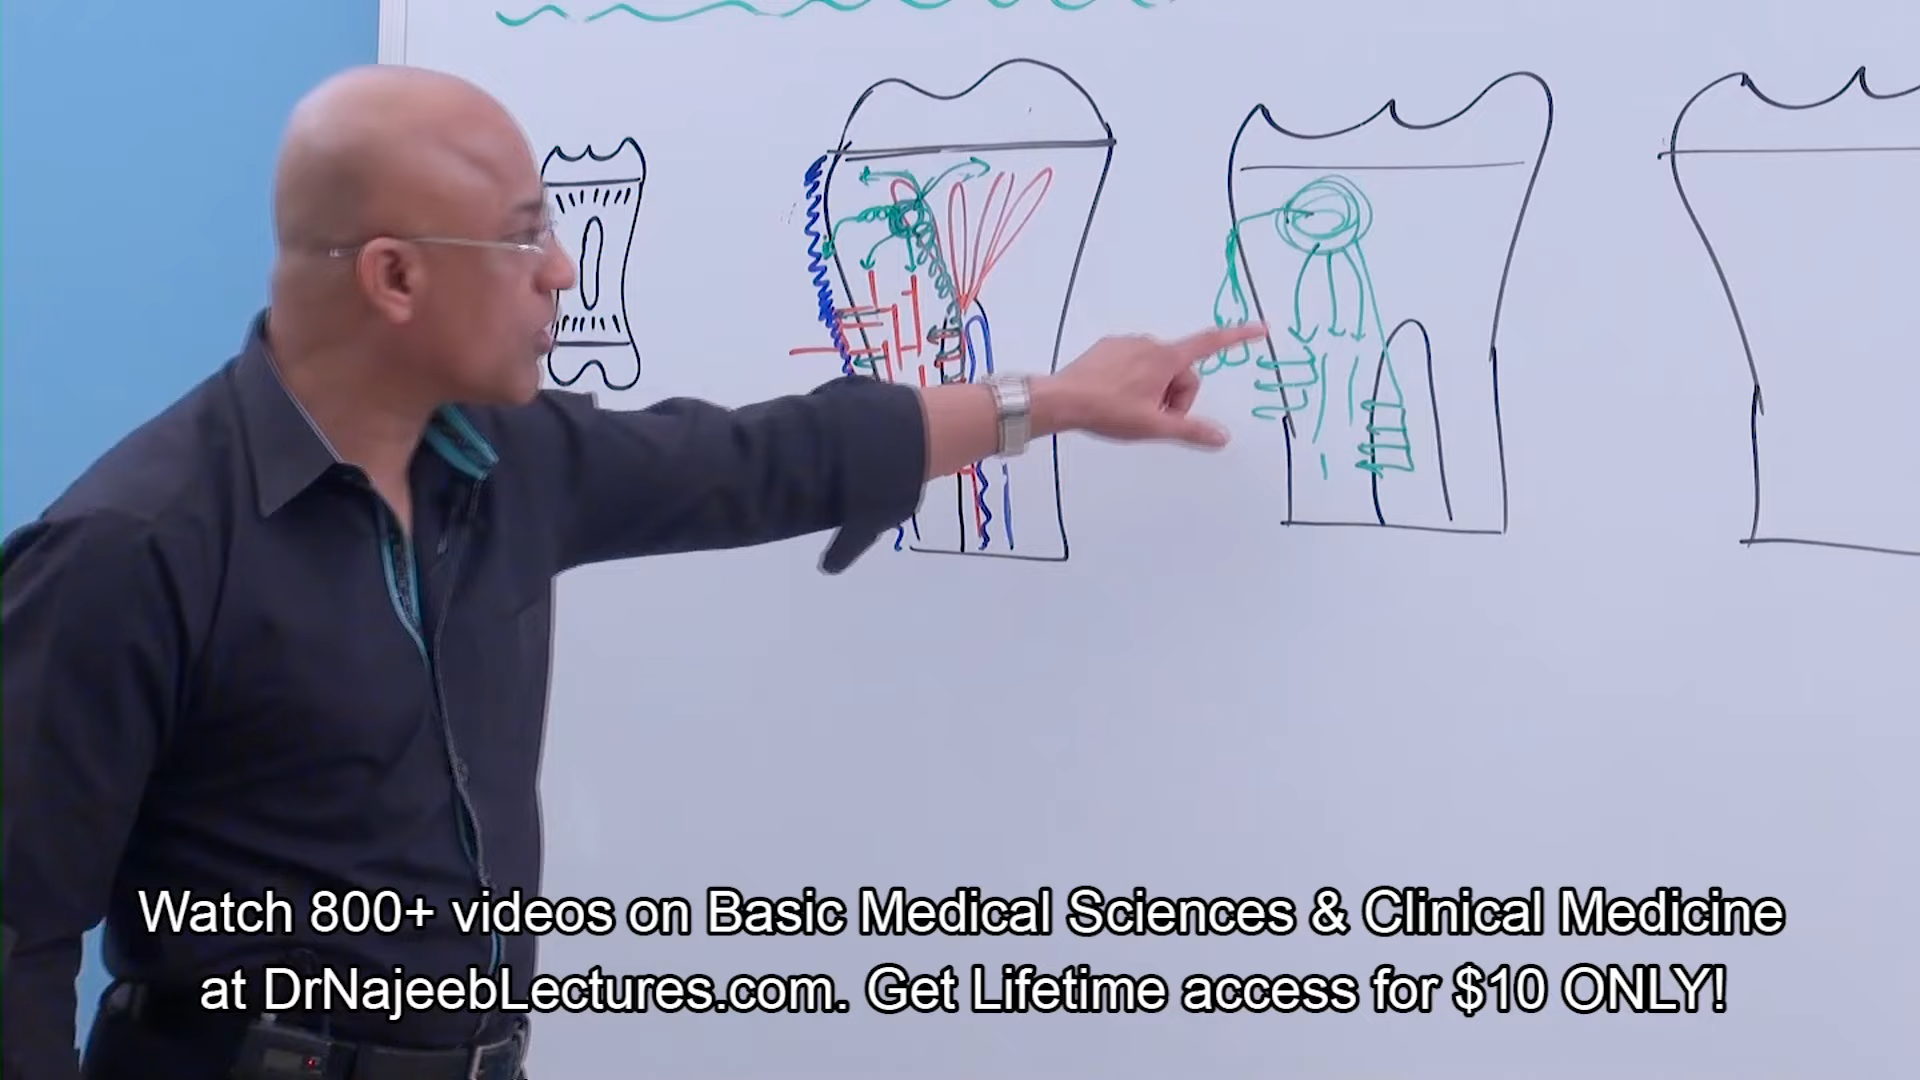 Watch 800+ videos on Basic Medical Sciences & Clinical Medicine
at DrNajeebLectures.com. Get Lifetime access for $10 ONLY!